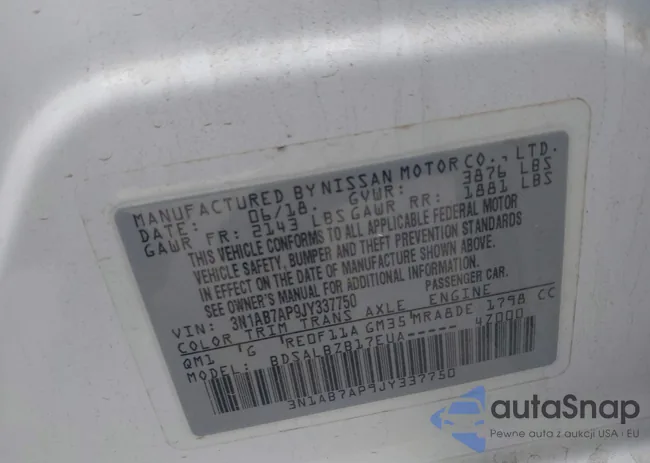 MANUFACTURED BY NISSAN MOTOR CO., LTD.
DATE: 06/18. GVWR: 3876 LBS
GAWR FR: 2143 LBS GAWR RR: 1881 LBS
THIS VEHICLE CONFORMS TO ALL APPLICABLE FEDERAL MOTOR
VEHICLE SAFETY, BUMPER AND THEFT PREVENTION STANDARDS
IN EFFECT ON THE DATE OF MANUFACTURE SHOWN ABOVE.
SEE OWNER'S MANUAL FOR ADDITIONAL INFORMATION.
VIN: 3N1AB7AP9JY337750 PASSENGER CAR.
COLOR TRIM TRANS AXLE ENGINE
QM1 G RE0F11A GM35 MRA8DE 1798 CC
MODEL: BDSALBZB17EUA----- 47000
3N1AB7AP9JY337750
autaSnap
Pewne auta z aukcji USA i EU